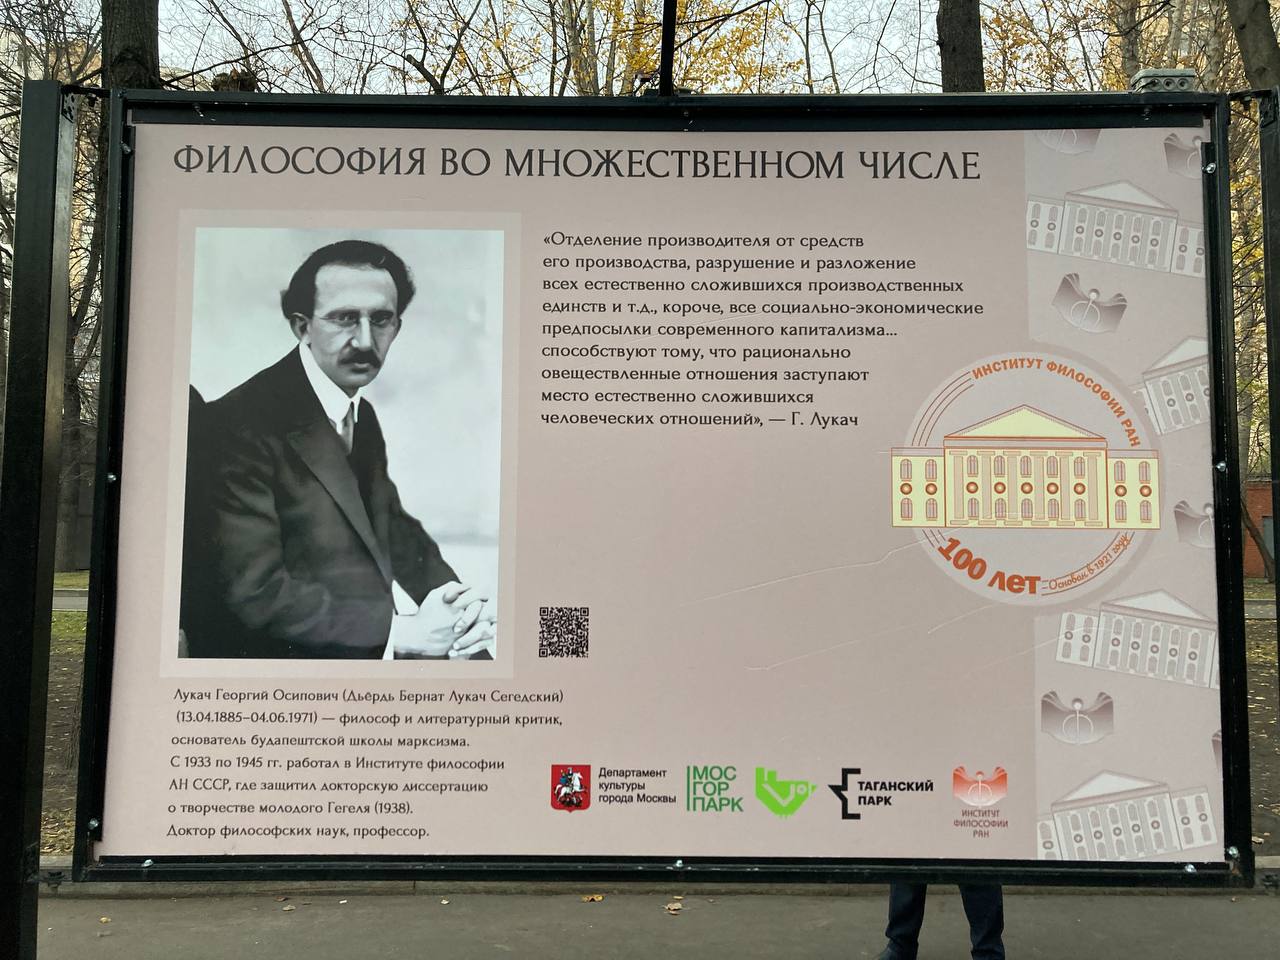 ФИЛОСОФИЯ ВО МНОЖЕСТВЕННОМ ЧИСЛЕ
«Отделение производителя от средств
его производства, разрушение и разложение
всех естественно сложившихся производственных
единств и т.д., короче, все социально-экономические
предпосылки современного капитализма...
способствуют тому, что рационально
овеществленные отношения заступают
место естественно сложившихся
человеческих отношений», — Г. Лукач
ИНСТИТУТ ФИЛОСОФИИ РАН
100 лет
Основан в 1921 году
Лукач Георгий Осипович (Дьёрдь Бернат Лукач Сегедский)
(13.04.1885–04.06.1971) — философ и литературный критик,
основатель будапештской школы марксизма.
С 1933 по 1945 гг. работал в Институте философии
АН СССР, где защитил докторскую диссертацию
о творчестве молодого Гегеля (1938).
Доктор философских наук, профессор.
Департамент
культуры
города Москвы
МОС
ГОР
ПАРК
ТАГАНСКИЙ
ПАРК
ИНСТИТУТ
ФИЛОСОФИИ
РАН